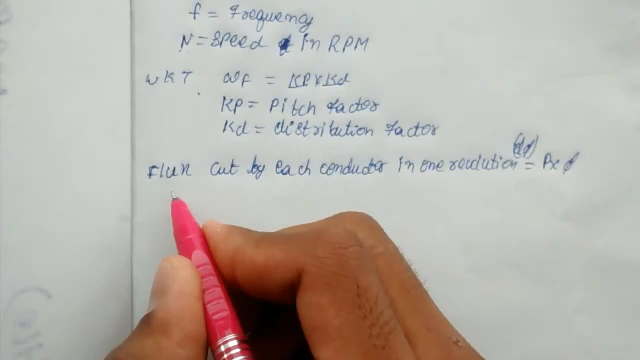 f = Frequency
N = Speed in RPM
WKT. WF = KP x Kd
KP = Pitch Factor
Kd = distribution Factor
(dφ)
Flux cut by each conductor in one revolution = P x φ